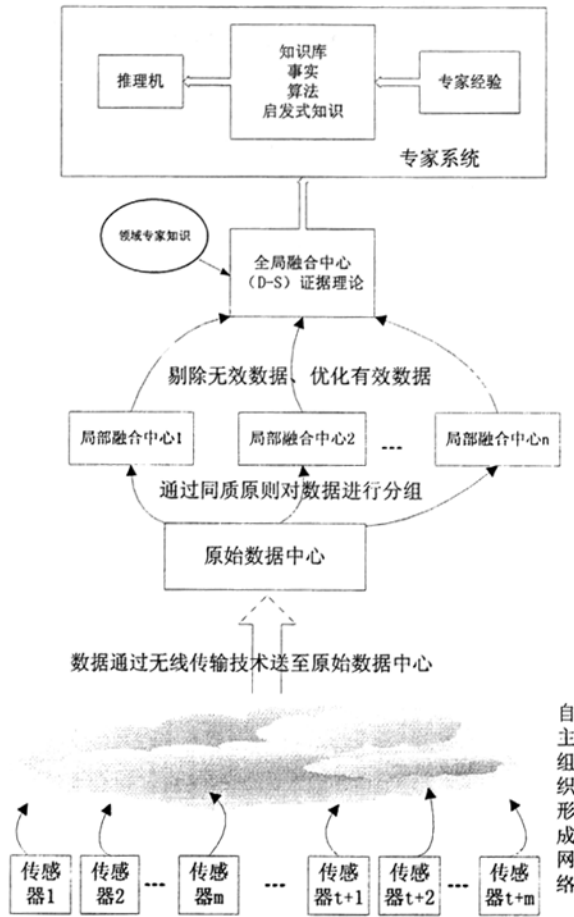 知识库
事实
算法
启发式知识
推理机
专家经验
专家系统
领域专家知识
全局融合中心
(D-S)证据理论
剔除无效数据、优化有效数据
局部融合中心1
局部融合中心2
...
局部融合中心n
通过同质原则对数据进行分组
原始数据中心
数据通过无线传输技术送至原始数据中心
自
主
组
织
形
成
网
络
传感
器1
传感
器2
...
传感
器m
...
传感
器t+1
传感
器t+2
...
传感
器t+m